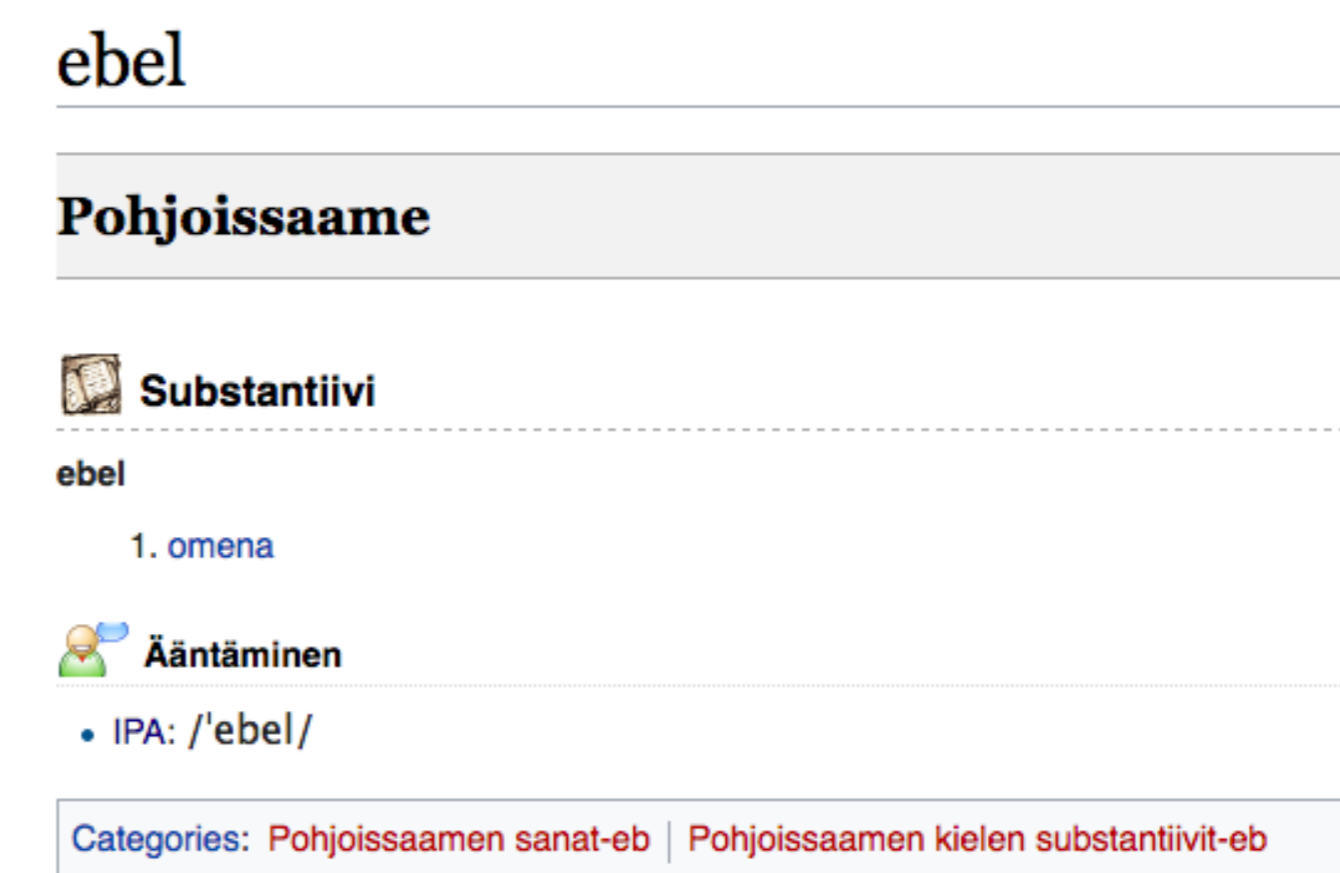 ebel
Pohjoissaame
Substantiivi
ebel
1. omena
Ääntäminen
• IPA: /ˈebel/
Categories: Pohjoissaamen sanat-eb | Pohjoissaamen kielen substantiivit-eb